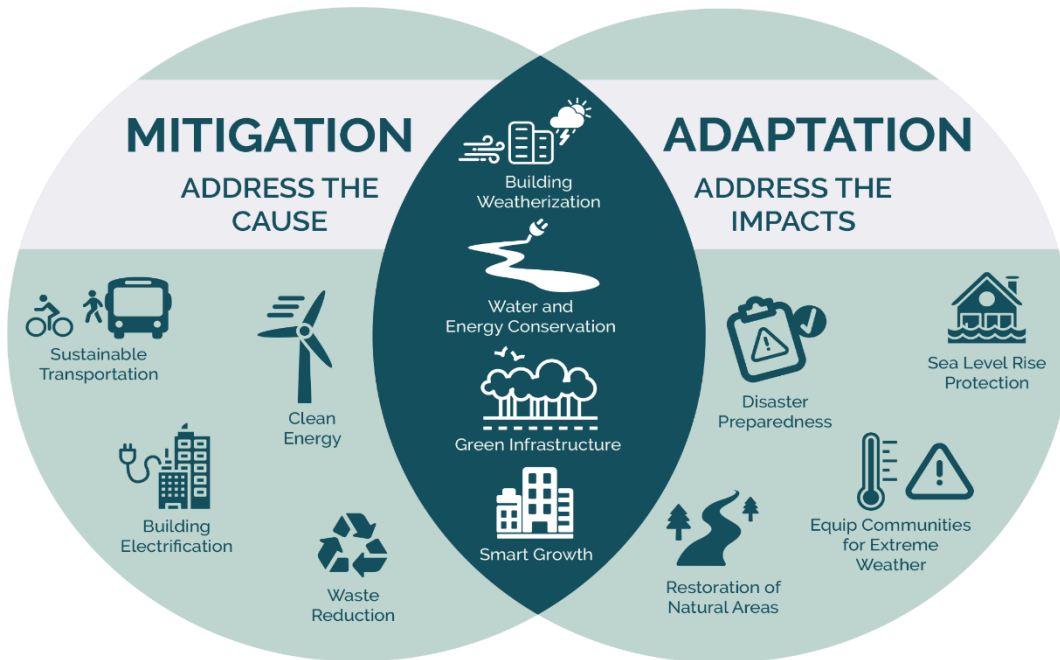 MITIGATION
ADDRESS THE
CAUSE
Sustainable
Transportation
Clean
Energy
Building
Electrification
Waste
Reduction
Building
Weatherization
Water and
Energy Conservation
Green Infrastructure
Smart Growth
ADAPTATION
ADDRESS THE
IMPACTS
Sea Level Rise
Protection
Disaster
Preparedness
Equip Communities
for Extreme
Weather
Restoration of
Natural Areas